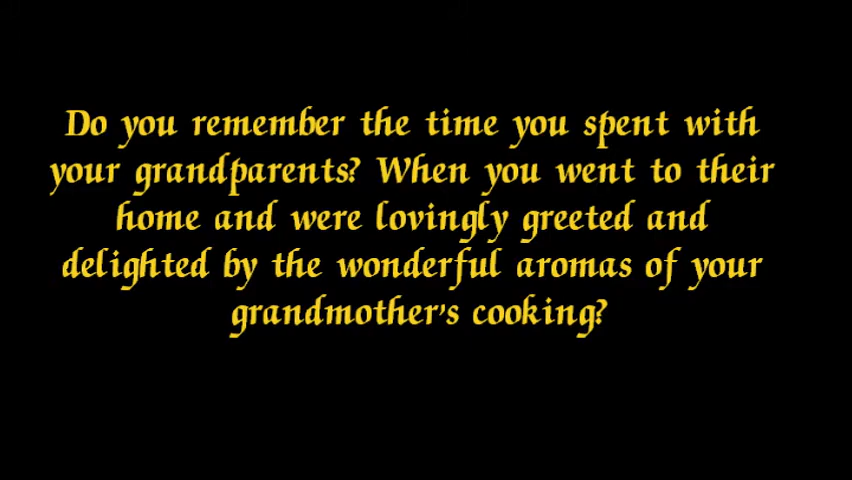 Do you remember the time you spent with
your grandparents? When you went to their
home and were lovingly greeted and
delighted by the wonderful aromas of your
grandmother's cooking?